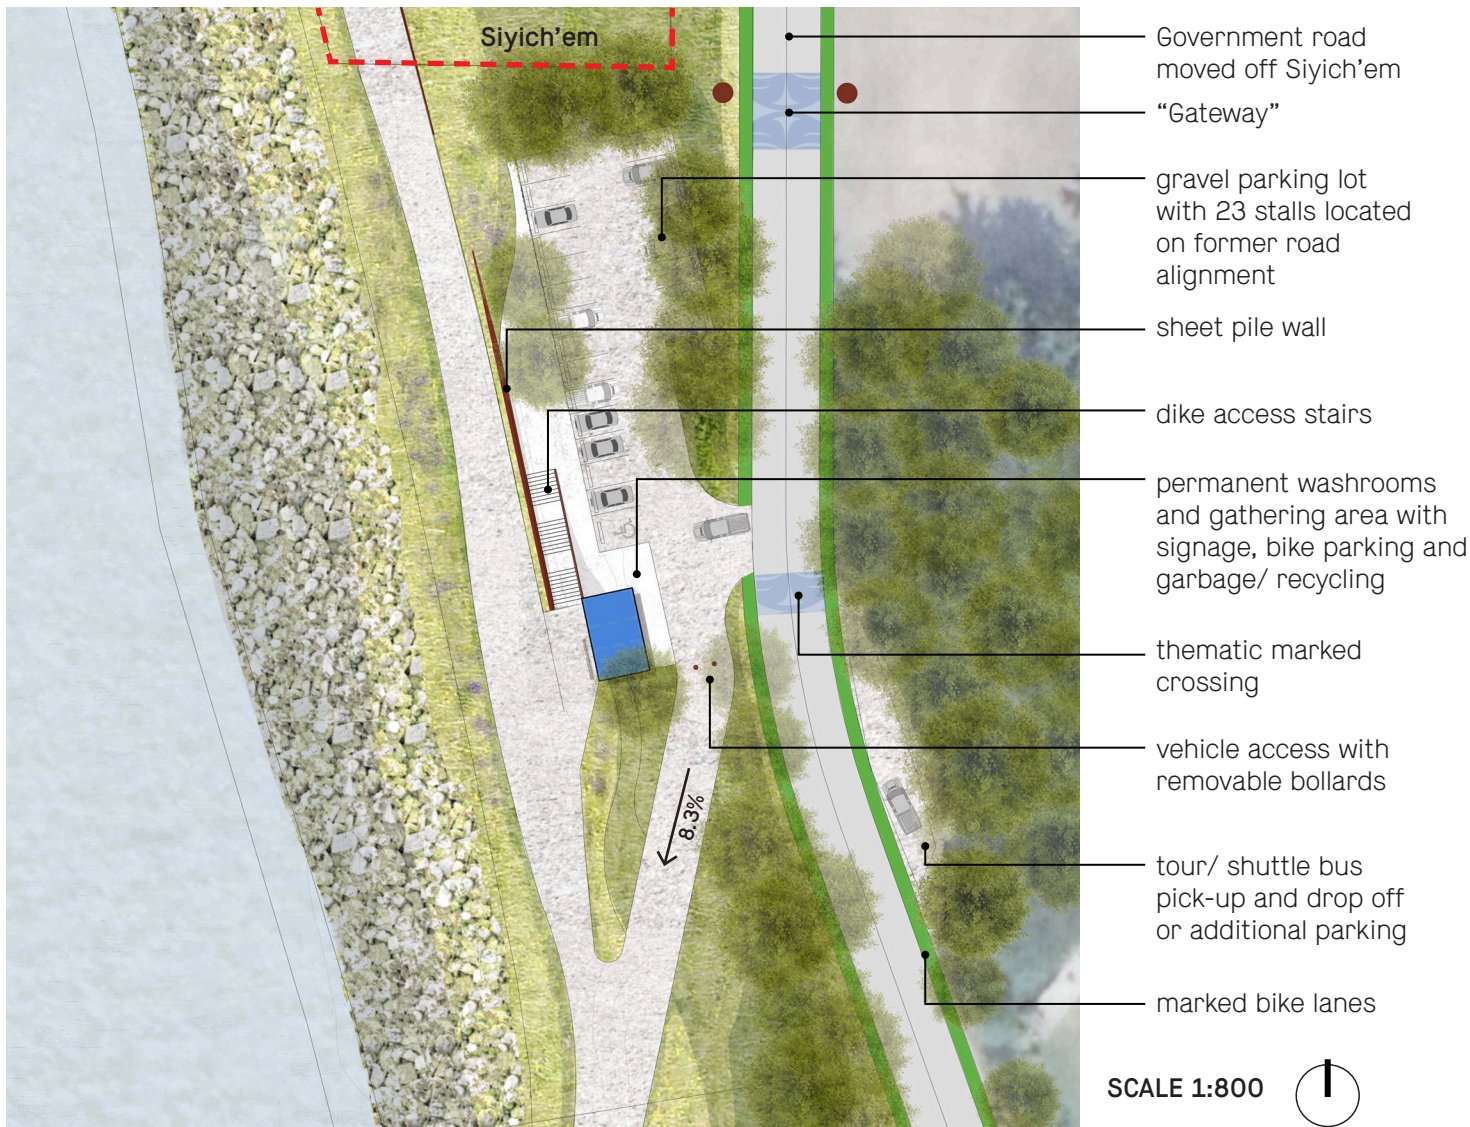 Siyich’em
Government road
moved off Siyich’em
“Gateway”
gravel parking lot
with 23 stalls located
on former road
alignment
sheet pile wall
dike access stairs
permanent washrooms
and gathering area with
signage, bike parking and
garbage/ recycling
thematic marked
crossing
vehicle access with
removable bollards
8.3%
tour/ shuttle bus
pick-up and drop off
or additional parking
marked bike lanes
SCALE 1:800